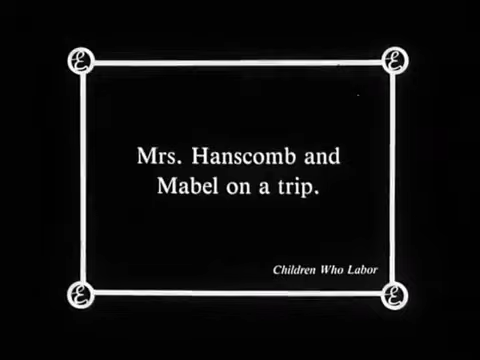 Mrs. Hanscomb and
Mabel on a trip.
Children Who Labor